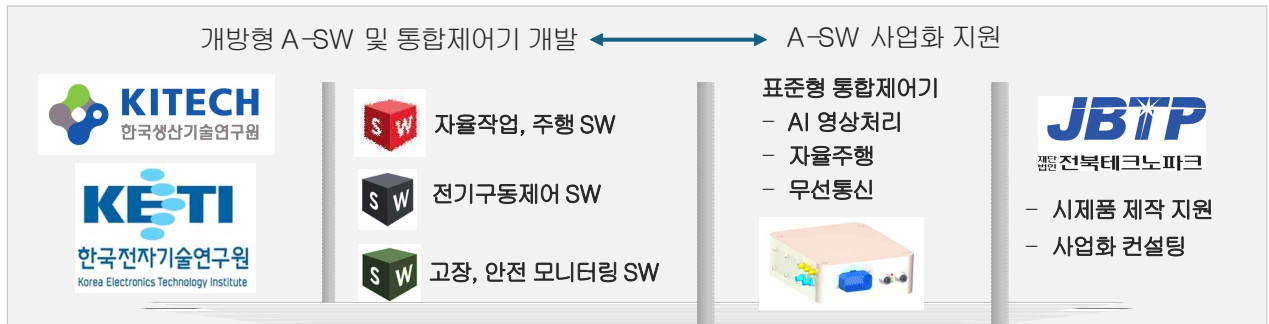 개방형 A-SW 및 통합제어기 개발
A-SW 사업화 지원
KITECH
한국생산기술연구원
KETI
한국전자기술연구원
Korea Electronics Technology Institute
SW
자율작업, 주행 SW
SW
전기구동제어 SW
SW
고장, 안전 모니터링 SW
표준형 통합제어기
- AI 영상처리
- 자율주행
- 무선통신
JBTP
재단법인 전북테크노파크
- 시제품 제작 지원
- 사업화 컨설팅